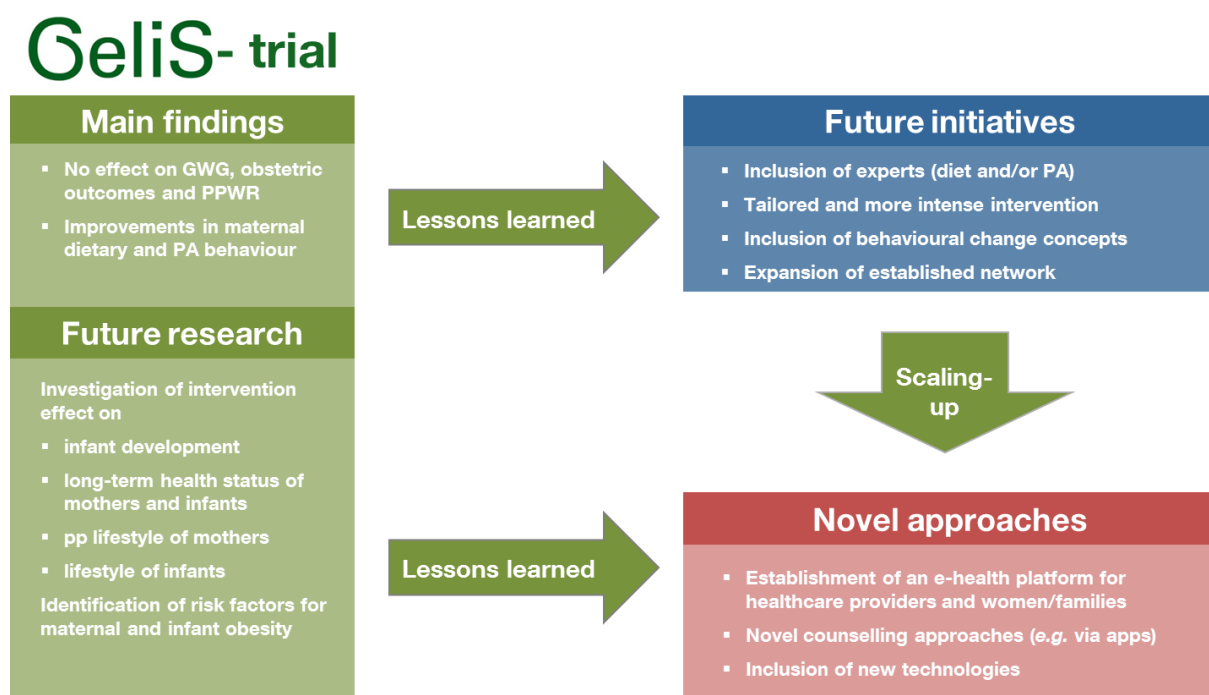 GeliS- trial
Main findings
▪ No effect on GWG, obstetric
outcomes and PPWR
▪ Improvements in maternal
dietary and PA behaviour
Future research
Investigation of intervention
effect on
▪ infant development
▪ long-term health status of
mothers and infants
▪ pp lifestyle of mothers
▪ lifestyle of infants
Identification of risk factors for
maternal and infant obesity
Lessons learned
Lessons learned
Future initiatives
▪ Inclusion of experts (diet and/or PA)
▪ Tailored and more intense intervention
▪ Inclusion of behavioural change concepts
▪ Expansion of established network
Scaling-
up
Novel approaches
▪ Establishment of an e-health platform for
healthcare providers and women/families
▪ Novel counselling approaches (e.g. via apps)
▪ Inclusion of new technologies